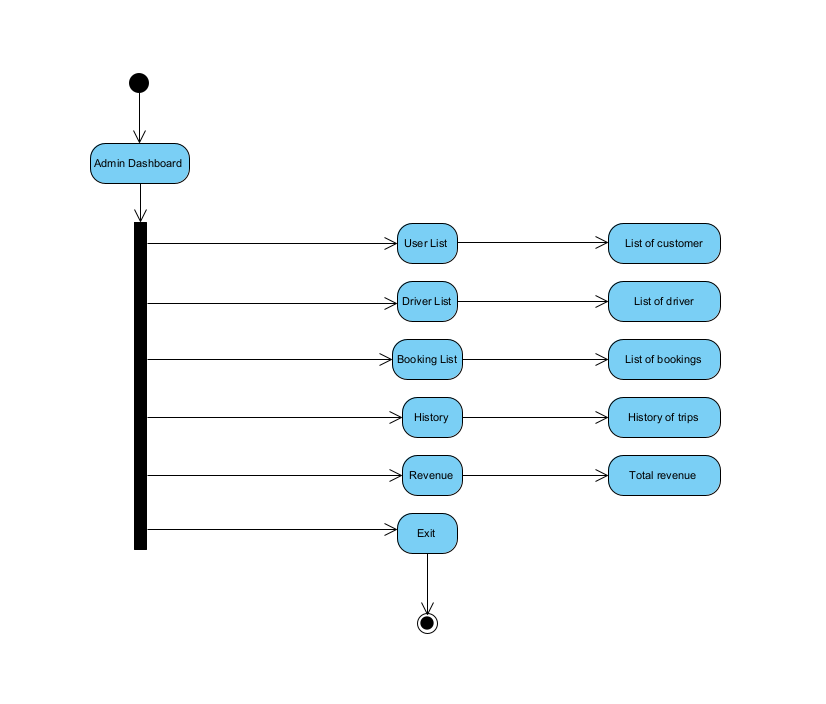 Admin Dashboard
User List
List of customer
Driver List
List of driver
Booking List
List of bookings
History
History of trips
Revenue
Total revenue
Exit